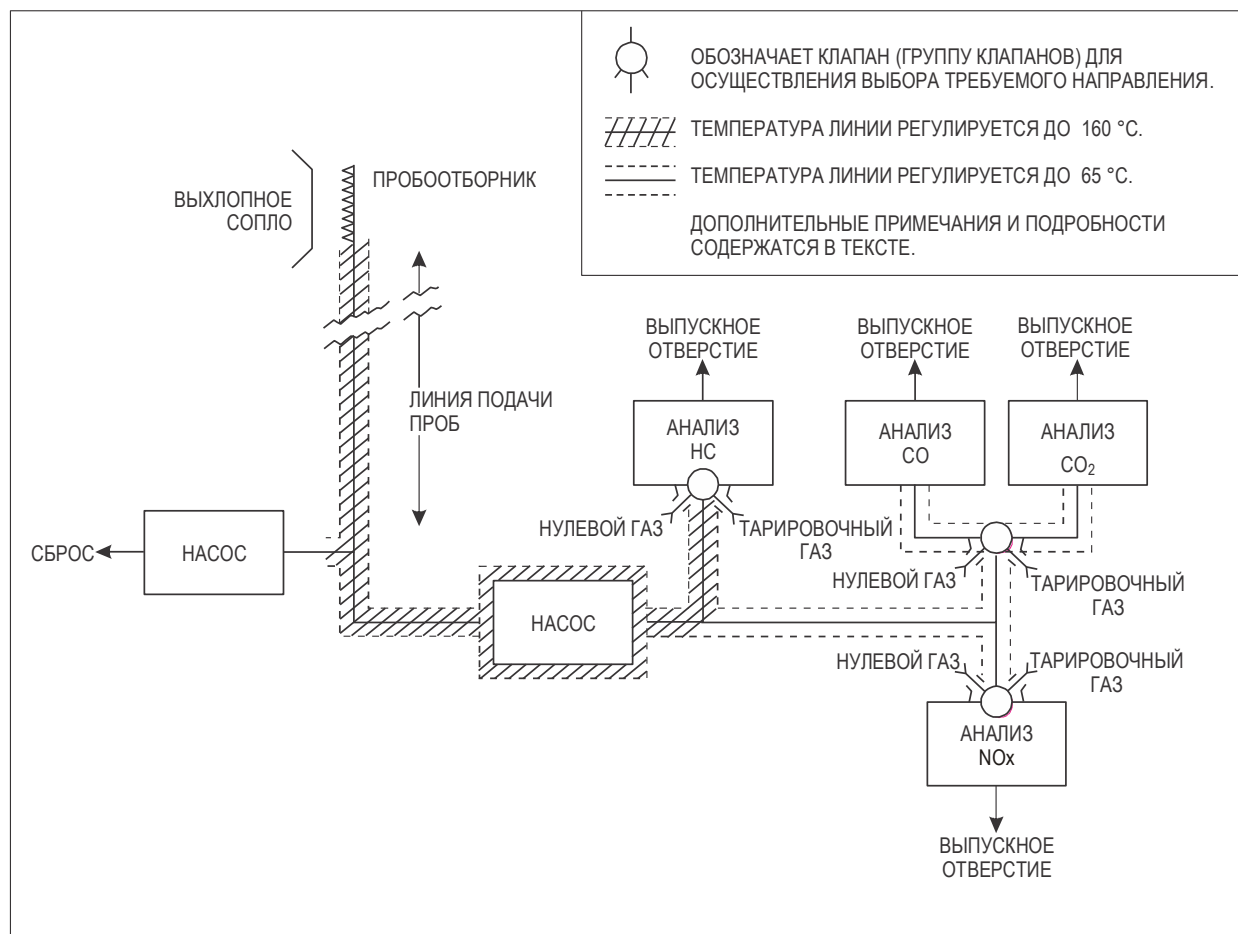 ОБОЗНАЧАЕТ КЛАПАН (ГРУППУ КЛАПАНОВ) ДЛЯ
ОСУЩЕСТВЛЕНИЯ ВЫБОРА ТРЕБУЕМОГО НАПРАВЛЕНИЯ.
ТЕМПЕРАТУРА ЛИНИИ РЕГУЛИРУЕТСЯ ДО 160 °C.
ТЕМПЕРАТУРА ЛИНИИ РЕГУЛИРУЕТСЯ ДО 65 °C.
ДОПОЛНИТЕЛЬНЫЕ ПРИМЕЧАНИЯ И ПОДРОБНОСТИ
СОДЕРЖАТСЯ В ТЕКСТЕ.
ВЫХЛОПНОЕ
СОПЛО
ПРОБООТБОРНИК
ЛИНИЯ ПОДАЧИ
ПРОБ
ВЫПУСКНОЕ
ОТВЕРСТИЕ
ВЫПУСКНОЕ
ОТВЕРСТИЕ
ВЫПУСКНОЕ
ОТВЕРСТИЕ
АНАЛИЗ
HC
АНАЛИЗ
CO
АНАЛИЗ
CO₂
НУЛЕВОЙ ГАЗ
ТАРИРОВОЧНЫЙ
ГАЗ
СБРОС
НАСОС
НУЛЕВОЙ ГАЗ
ТАРИРОВОЧНЫЙ
ГАЗ
НАСОС
НУЛЕВОЙ ГАЗ
ТАРИРОВОЧНЫЙ
ГАЗ
АНАЛИЗ
NOx
ВЫПУСКНОЕ
ОТВЕРСТИЕ